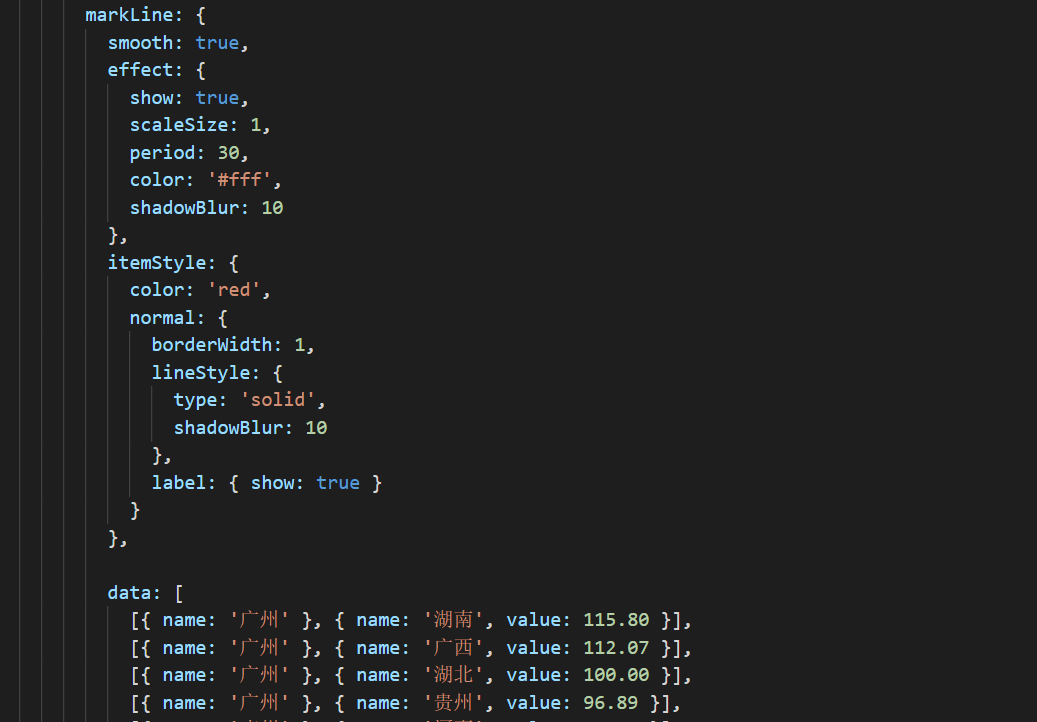 markLine: {
smooth: true,
effect: {
show: true,
scaleSize: 1,
period: 30,
color: '#fff',
shadowBlur: 10
},
itemStyle: {
color: 'red',
normal: {
borderWidth: 1,
lineStyle: {
type: 'solid',
shadowBlur: 10
},
label: { show: true }
}
},
data: [
[{ name: '广州' }, { name: '湖南', value: 115.80 }],
[{ name: '广州' }, { name: '广西', value: 112.07 }],
[{ name: '广州' }, { name: '湖北', value: 100.00 }],
[{ name: '广州' }, { name: '贵州', value: 96.89 }],